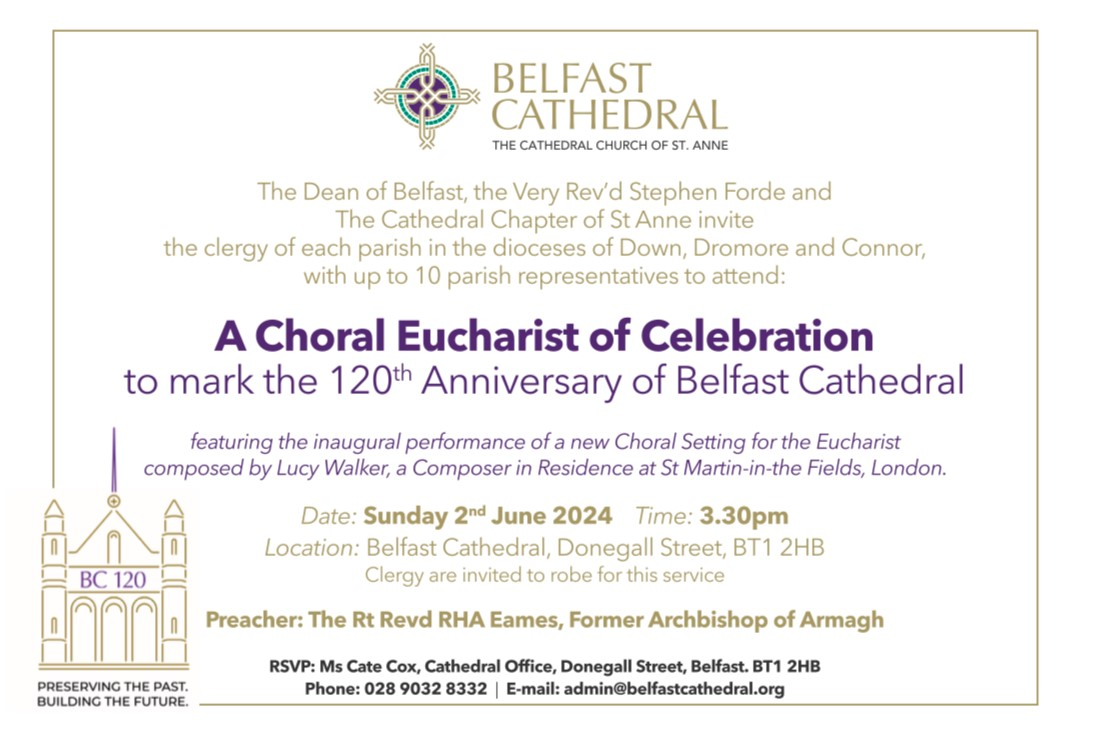 BELFAST
CATHEDRAL
THE CATHEDRAL CHURCH OF ST. ANNE
The Dean of Belfast, the Very Rev’d Stephen Forde and
The Cathedral Chapter of St Anne invite
the clergy of each parish in the dioceses of Down, Dromore and Connor,
with up to 10 parish representatives to attend:
A Choral Eucharist of Celebration
to mark the 120th Anniversary of Belfast Cathedral
featuring the inaugural performance of a new Choral Setting for the Eucharist
composed by Lucy Walker, a Composer in Residence at St Martin-in-the Fields, London.
Date: Sunday 2nd June 2024 Time: 3.30pm
Location: Belfast Cathedral, Donegall Street, BT1 2HB
Clergy are invited to robe for this service
Preacher: The Rt Revd RHA Eames, Former Archbishop of Armagh
RSVP: Ms Cate Cox, Cathedral Office, Donegall Street, Belfast. BT1 2HB
Phone: 028 9032 8332 | E-mail: admin@belfastcathedral.org
BC 120
PRESERVING THE PAST.
BUILDING THE FUTURE.